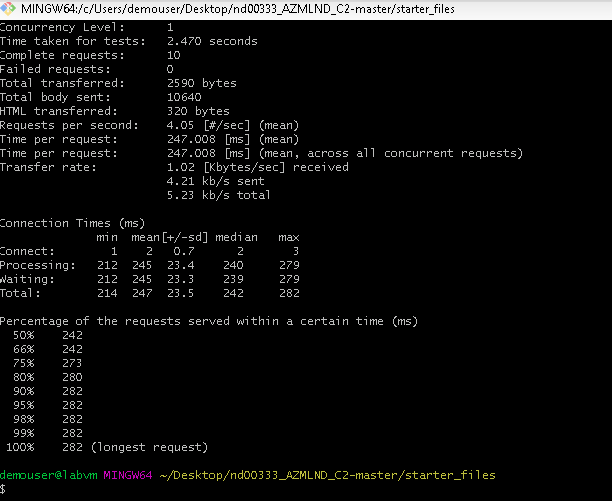 MINGW64:/c/Users/demouser/Desktop/nd00333_AZMLND_C2-master/starter_files
Concurrency Level:      1
Time taken for tests:   2.470 seconds
Complete requests:      10
Failed requests:        0
Total transferred:      2590 bytes
Total body sent:        10640
HTML transferred:       320 bytes
Requests per second:    4.05 [#/sec] (mean)
Time per request:       247.008 [ms] (mean)
Time per request:       247.008 [ms] (mean, across all concurrent requests)
Transfer rate:          1.02 [Kbytes/sec] received
                        4.21 kb/s sent
                        5.23 kb/s total
Connection Times (ms)
              min  mean[+/-sd] median   max
Connect:        1    2   0.7      2       3
Processing:   212  245  23.4    240     279
Waiting:      212  245  23.3    239     279
Total:        214  247  23.5    242     282
Percentage of the requests served within a certain time (ms)
  50%    242
  66%    242
  75%    273
  80%    280
  90%    282
  95%    282
  98%    282
  99%    282
 100%    282 (longest request)
demouser@labvm MINGW64 ~/Desktop/nd00333_AZMLND_C2-master/starter_files
$